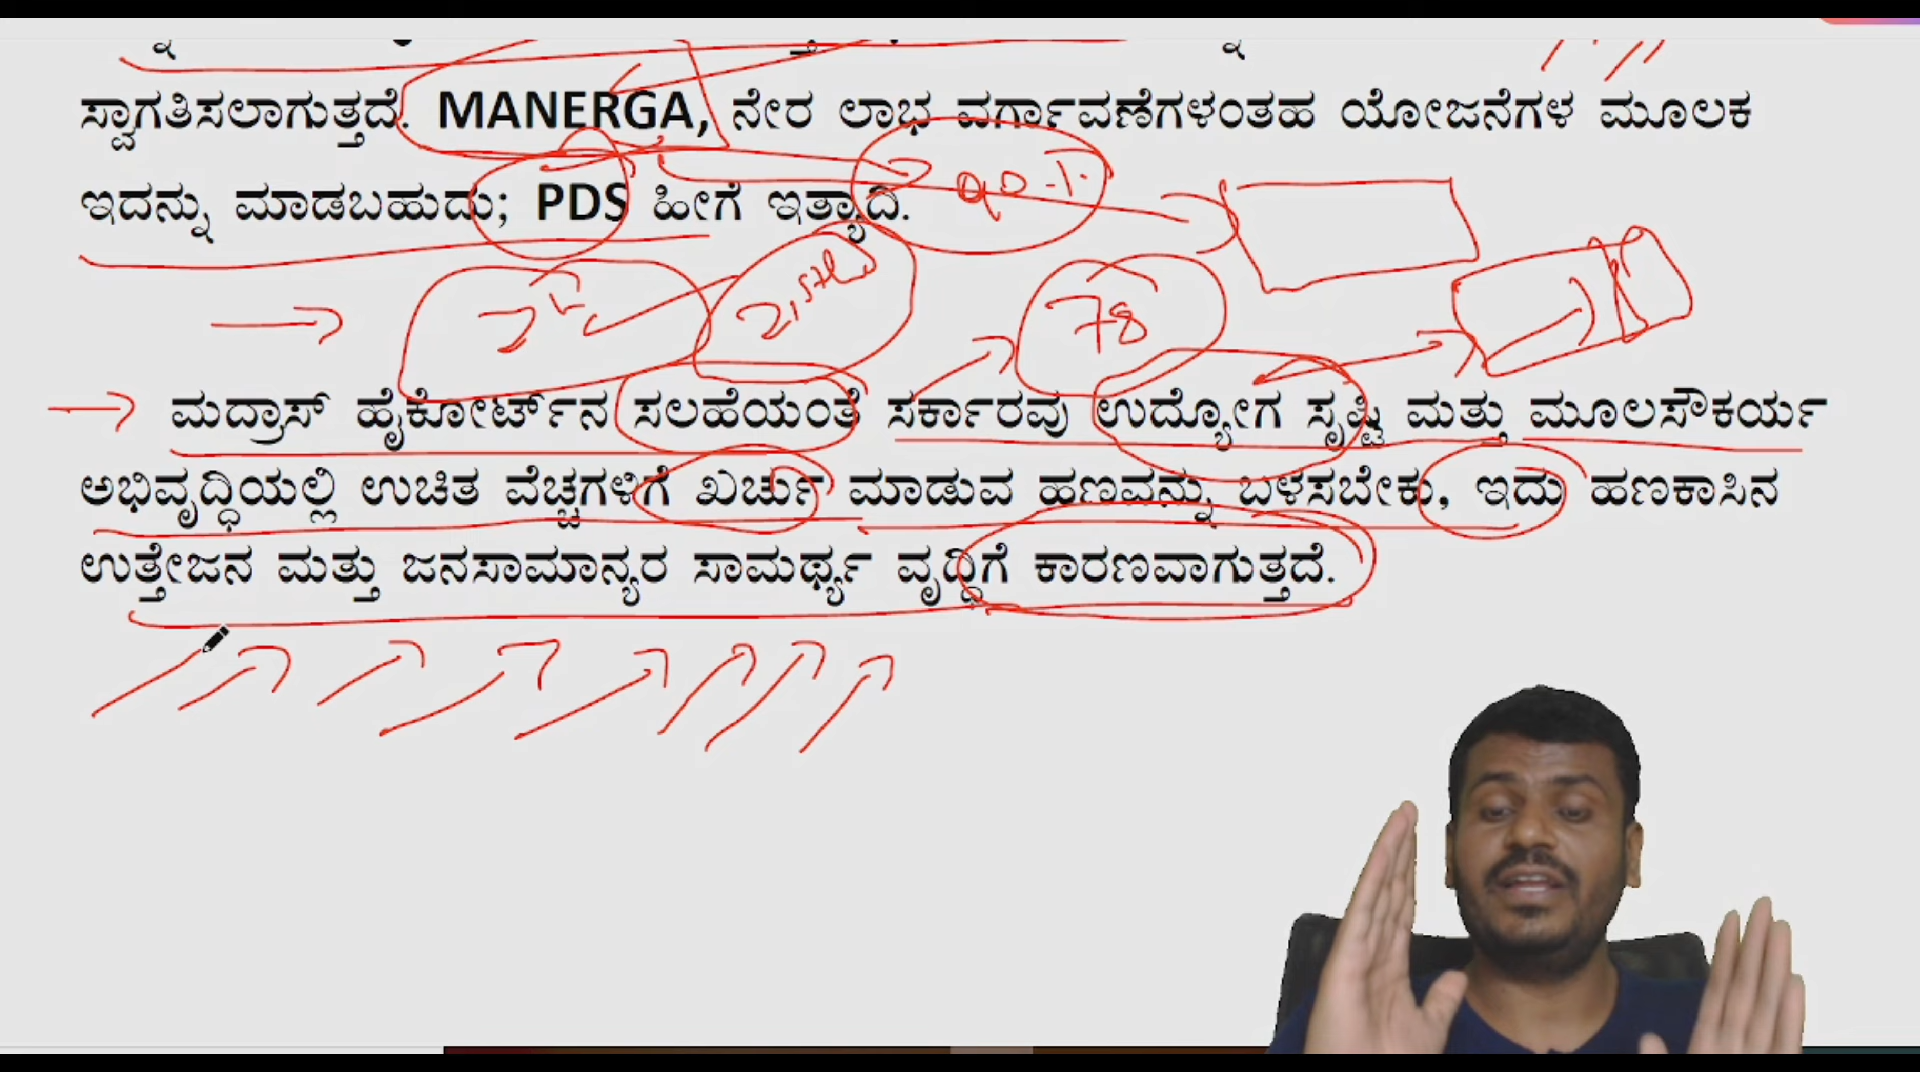 ಸ್ವಾಗತಿಸಲಾಗುತ್ತದೆ. MANERGA, ನೇರ ಲಾಭ ವರ್ಗಾವಣೆಗಳಂತಹ ಯೋಜನೆಗಳ ಮೂಲಕ
ಇದನ್ನು ಮಾಡಬಹುದು; PDS ಹೀಗೆ ಇತ್ಯಾದಿ.
78
ಮದ್ರಾಸ್ ಹೈಕೋರ್ಟ್‌ನ ಸಲಹೆಯಂತೆ ಸರ್ಕಾರವು ಉದ್ಯೋಗ ಸೃಷ್ಟಿ ಮತ್ತು ಮೂಲಸೌಕರ್ಯ
ಅಭಿವೃದ್ಧಿಯಲ್ಲಿ ಉಚಿತ ವೆಚ್ಚಗಳಿಗೆ ಖರ್ಚು ಮಾಡುವ ಹಣವನ್ನು ಬಳಸಬೇಕು, ಇದು ಹಣಕಾಸಿನ
ಉತ್ತೇಜನ ಮತ್ತು ಜನಸಾಮಾನ್ಯರ ಸಾಮರ್ಥ್ಯ ವೃದ್ಧಿಗೆ ಕಾರಣವಾಗುತ್ತದೆ.